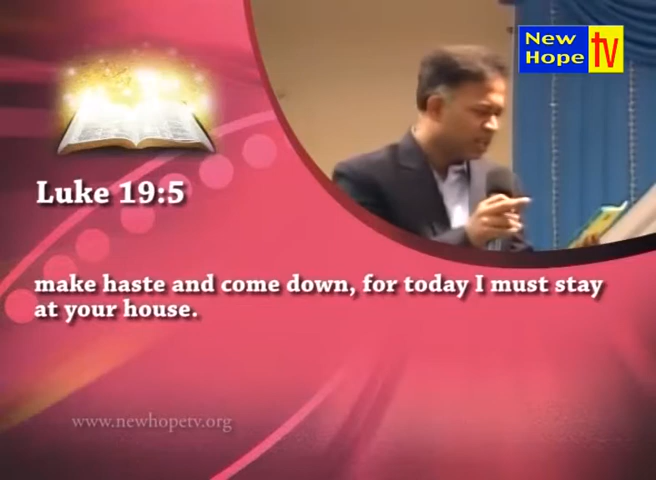 New
Hope tv
Luke 19:5
make haste and come down, for today I must stay
at your house.
www.newhopetv.org